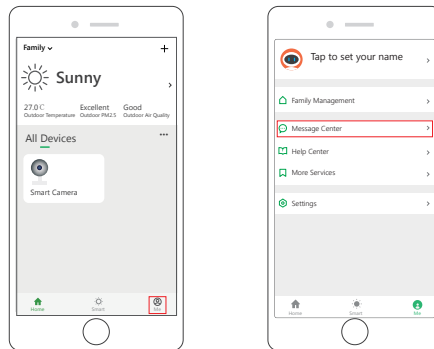 Family
Sunny
27.0 C
Excellent
Good
Outdoor Temperature
Outdoor PM2.5
Outdoor Air Quality
All Devices
Smart Camera
Home
Smart
Me
Tap to set your name
Family Management
Message Center
Help Center
More Services
Settings
Home
Smart
Me